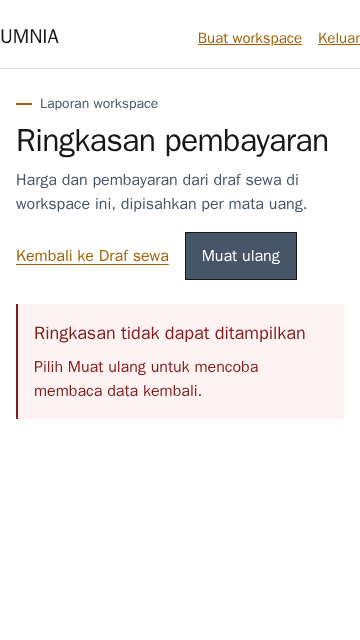 UMNIA
Buat workspace Keluar
Laporan workspace
Ringkasan pembayaran
Harga dan pembayaran dari draf sewa di
workspace ini, dipisahkan per mata uang.
Kembali ke Draf sewa
Muat ulang
Ringkasan tidak dapat ditampilkan
Pilih Muat ulang untuk mencoba
membaca data kembali.